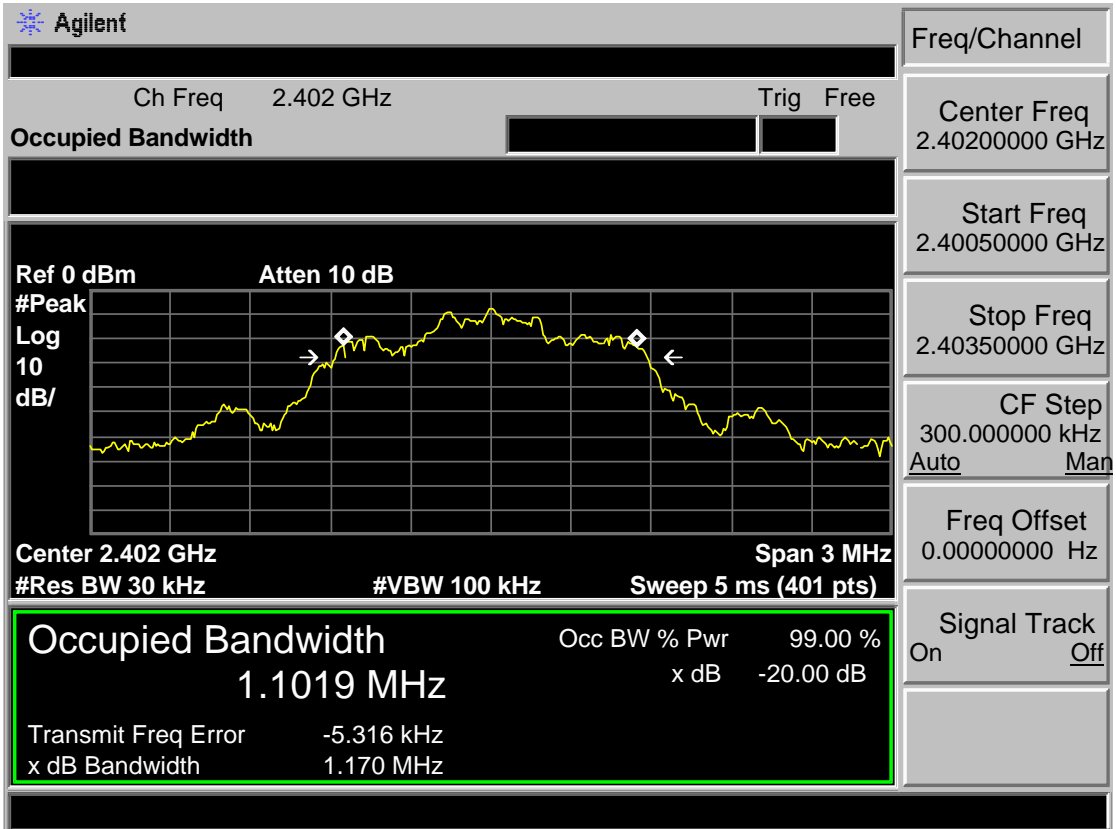 Agilent
Freq/Channel
Ch Freq 2.402 GHz Trig Free
Occupied Bandwidth
Center Freq
2.40200000 GHz
Start Freq
2.40050000 GHz
Stop Freq
2.40350000 GHz
CF Step
300.000000 kHz
Auto Man
Freq Offset
0.00000000 Hz
Signal Track
On Off
Ref 0 dBm Atten 10 dB
#Peak
Log
10
dB/
Center 2.402 GHz Span 3 MHz
#Res BW 30 kHz #VBW 100 kHz Sweep 5 ms (401 pts)
Occupied Bandwidth Occ BW % Pwr 99.00 %
1.1019 MHz x dB -20.00 dB
Transmit Freq Error -5.316 kHz
x dB Bandwidth 1.170 MHz